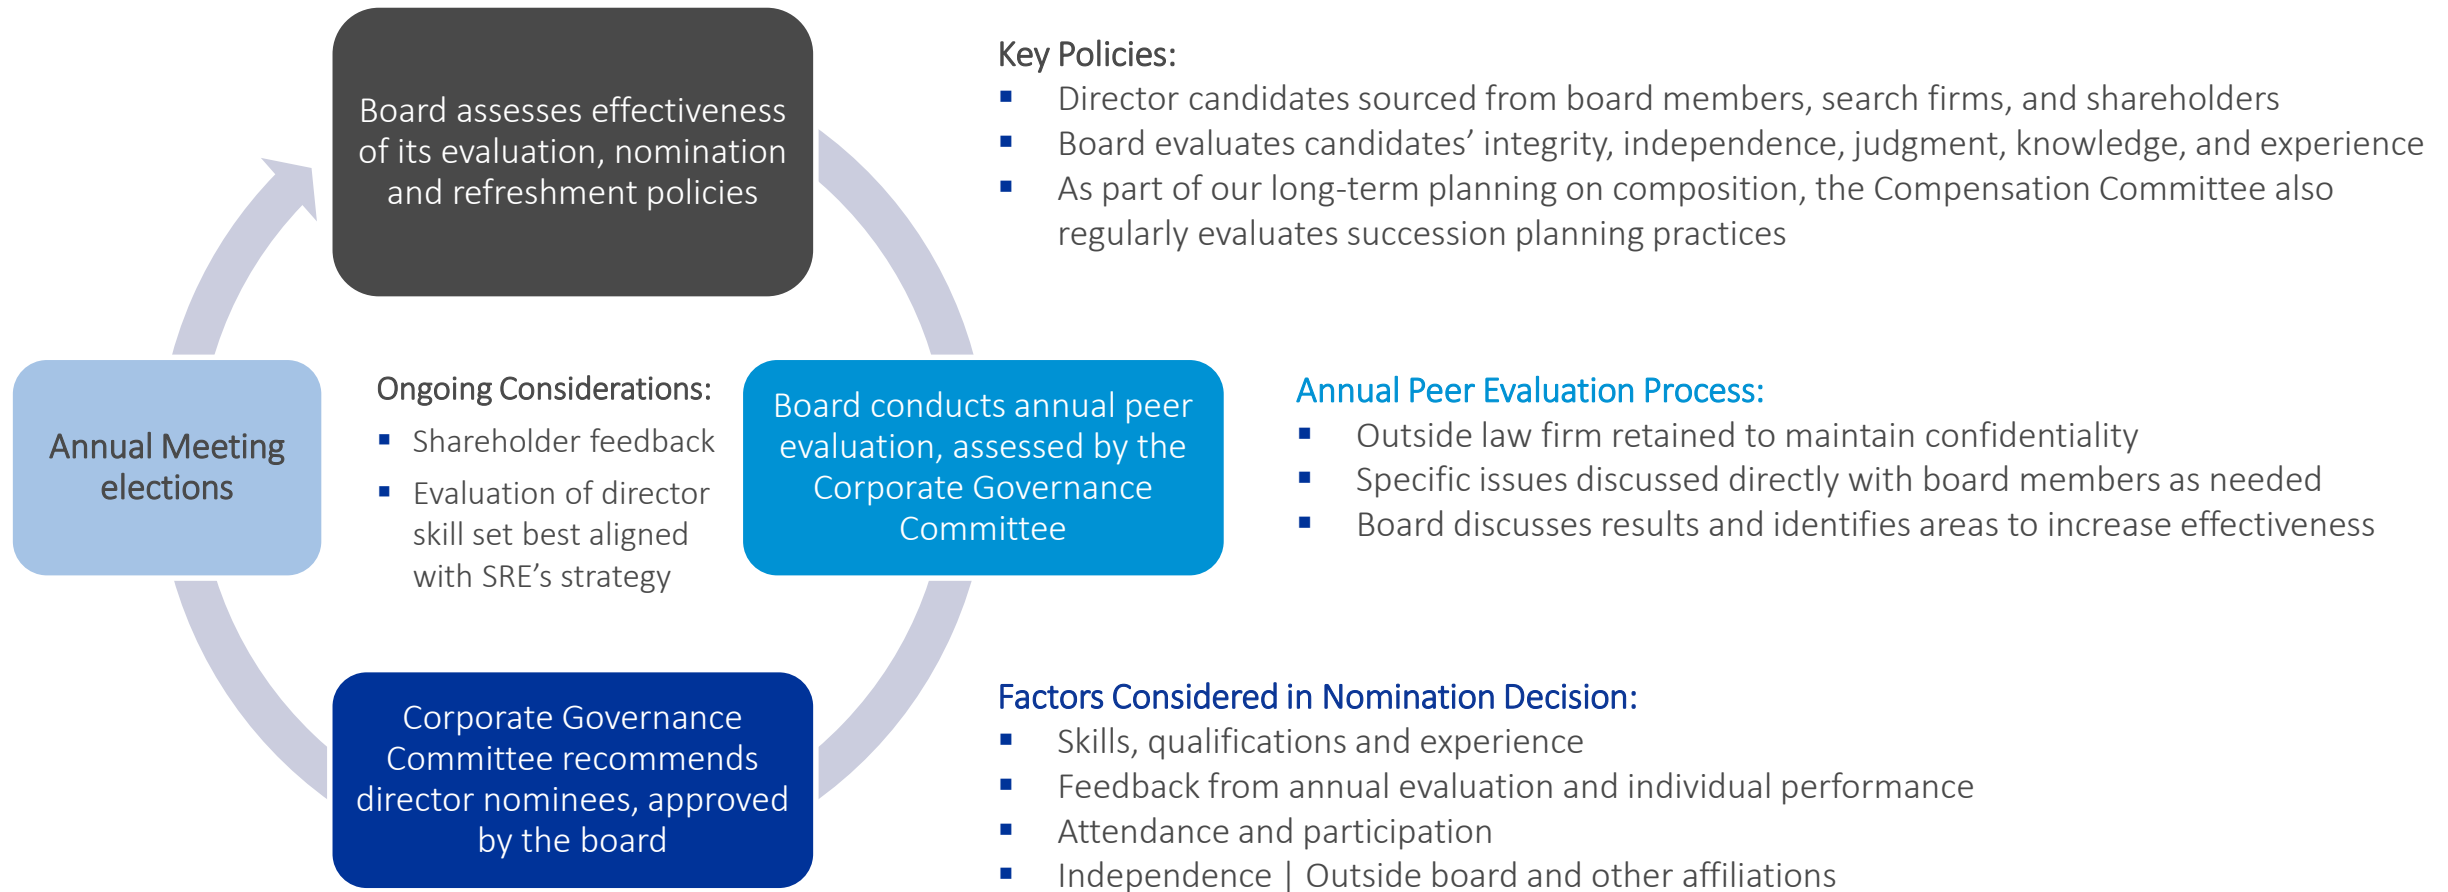 Board assesses effectiveness
of its evaluation, nomination
and refreshment policies
Key Policies:
▪ Director candidates sourced from board members, search firms, and shareholders
▪ Board evaluates candidates’ integrity, independence, judgment, knowledge, and experience
▪ As part of our long-term planning on composition, the Compensation Committee also
regularly evaluates succession planning practices
Annual Meeting
elections
Ongoing Considerations:
▪ Shareholder feedback
▪ Evaluation of director
skill set best aligned
with SRE’s strategy
Board conducts annual peer
evaluation, assessed by the
Corporate Governance
Committee
Annual Peer Evaluation Process:
▪ Outside law firm retained to maintain confidentiality
▪ Specific issues discussed directly with board members as needed
▪ Board discusses results and identifies areas to increase effectiveness
Corporate Governance
Committee recommends
director nominees, approved
by the board
Factors Considered in Nomination Decision:
▪ Skills, qualifications and experience
▪ Feedback from annual evaluation and individual performance
▪ Attendance and participation
▪ Independence | Outside board and other affiliations